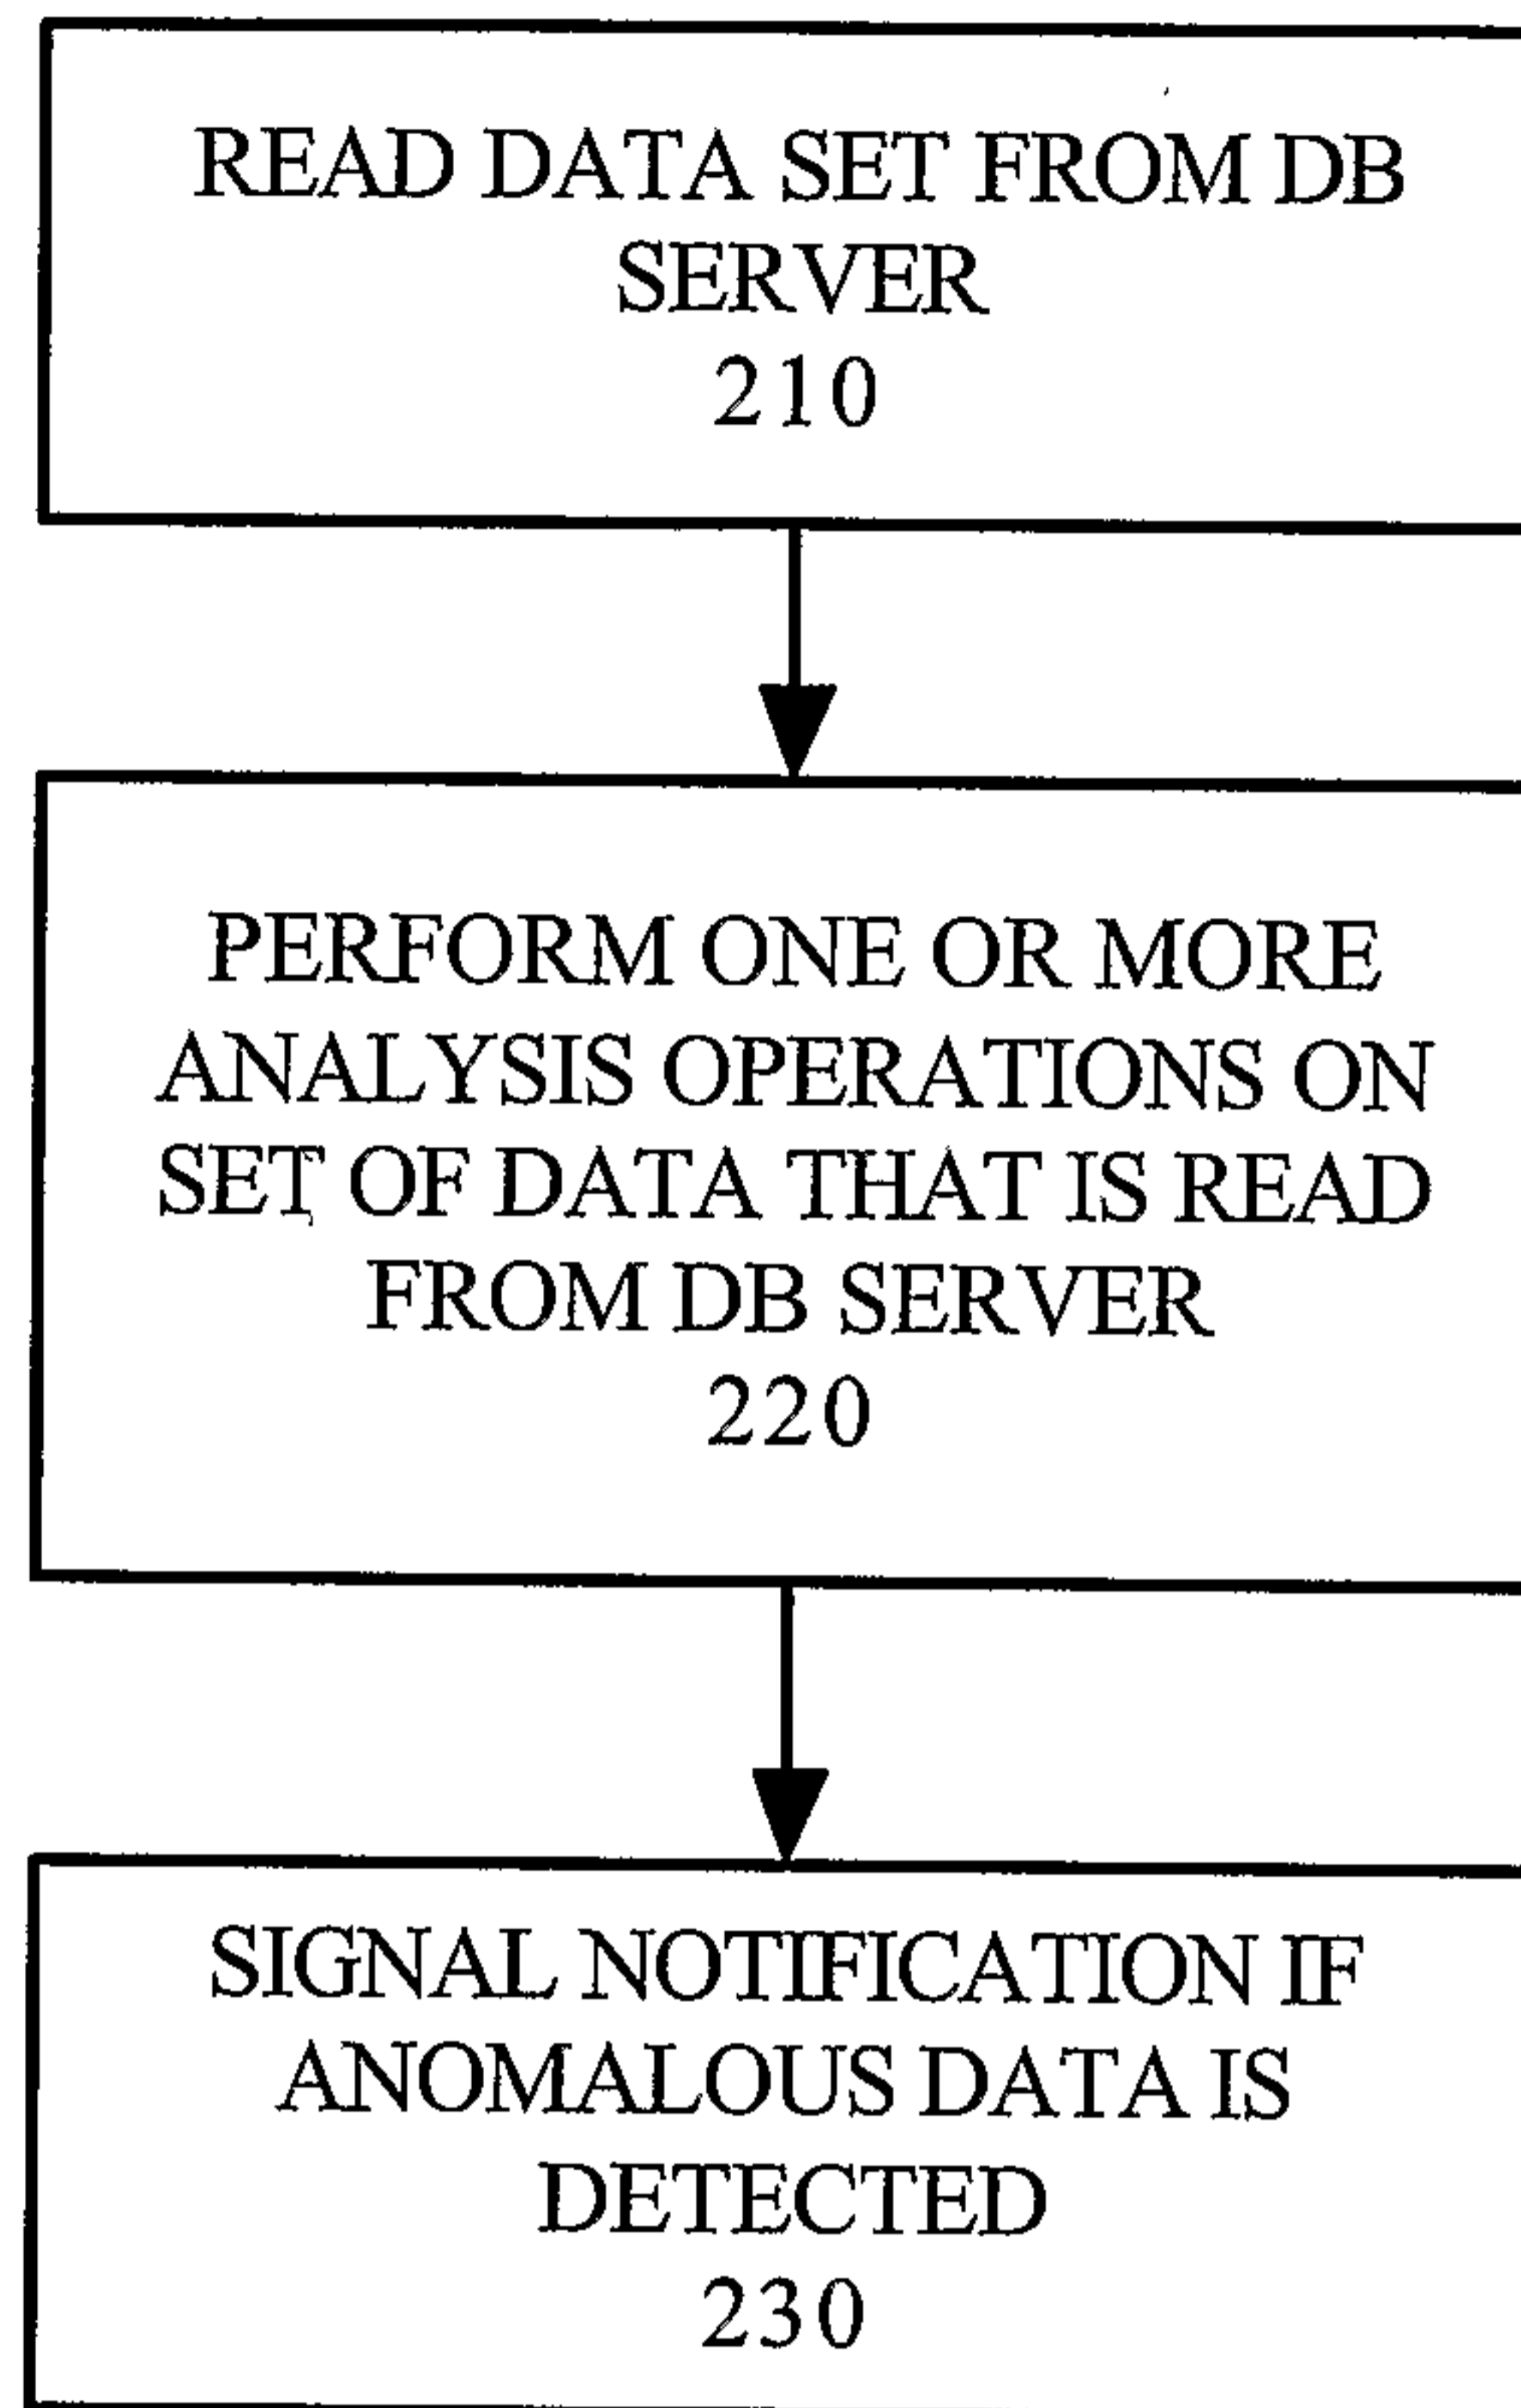 READ DATA SET FROM DB
SERVER
210
PERFORM ONE OR MORE
ANALYSIS OPERATIONS ON
SET OF DATA THAT IS READ
FROM DB SERVER
220
SIGNAL NOTIFICATION IF
ANOMALOUS DATA IS
DETECTED
230